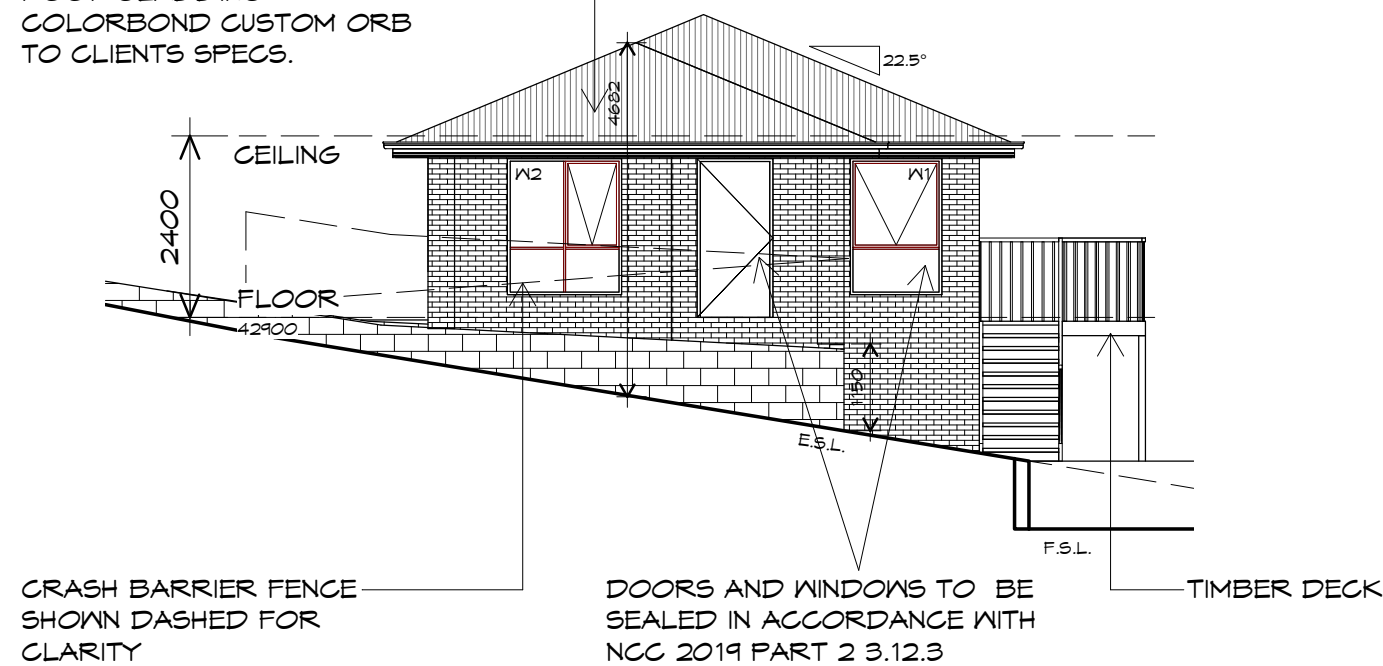 COLORBOND CUSTOM ORB
TO CLIENTS SPECS.
22.5°
4682
CEILING
2400
W2
W1
FLOOR
42900
1150
E.S.L.
F.S.L.
CRASH BARRIER FENCE
SHOWN DASHED FOR
CLARITY
DOORS AND WINDOWS TO BE
SEALED IN ACCORDANCE WITH
NCC 2019 PART 2 3.12.3
TIMBER DECK